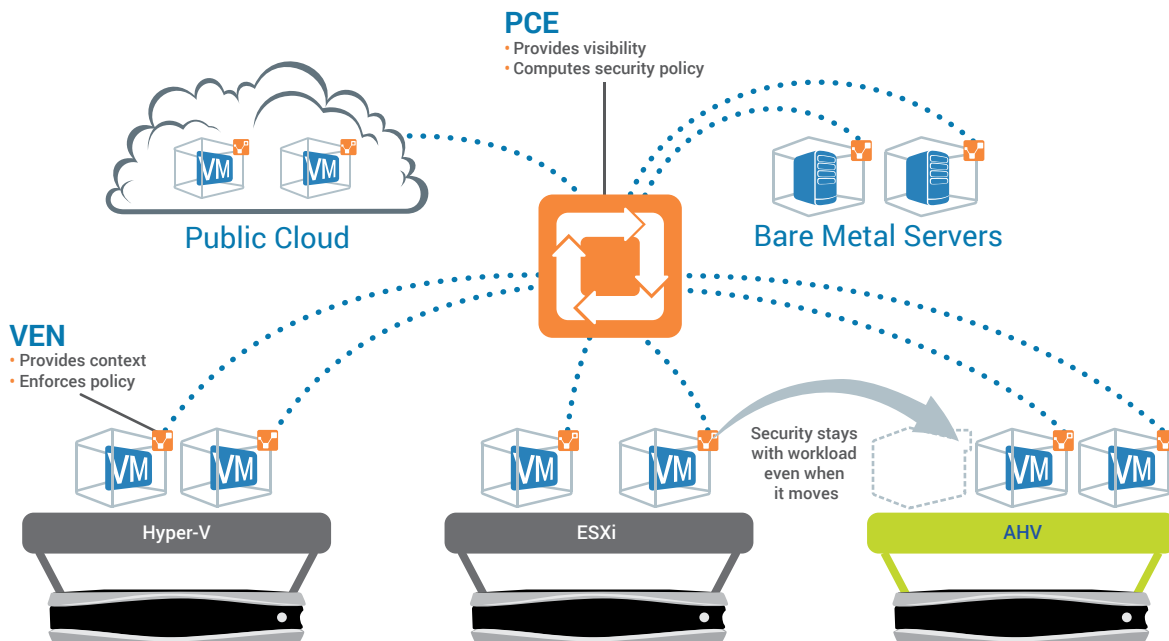 PCE
• Provides visibility
• Computes security policy
VM
VM
Public Cloud
Bare Metal Servers
VEN
• Provides context
• Enforces policy
VM
VM
VM
VM
Security stays
with workload
even when
it moves
VM
VM
Hyper-V
ESXi
AHV